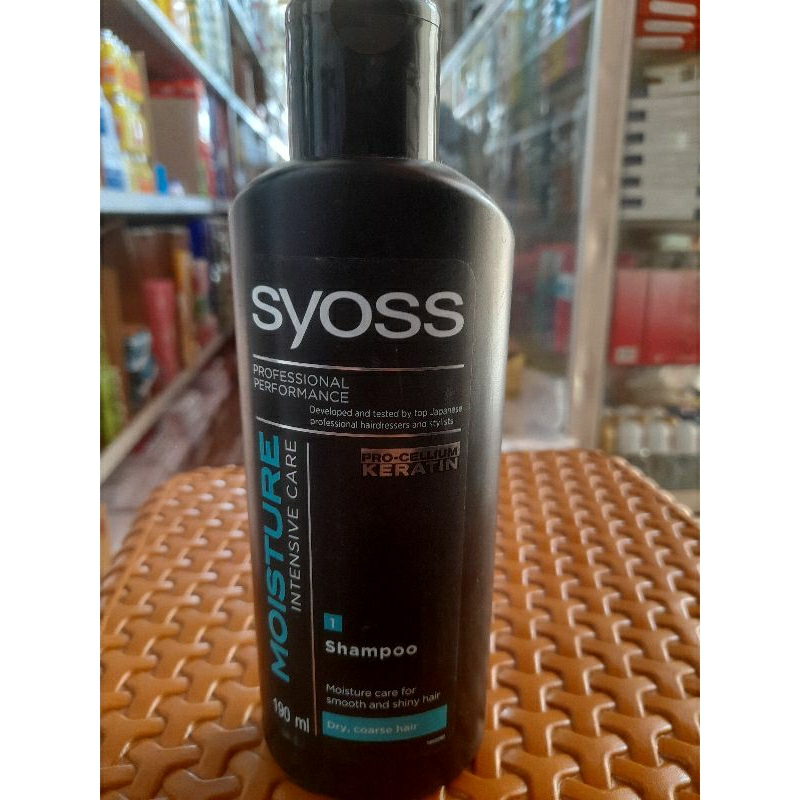 syoss
PROFESSIONAL
PERFORMANCE
Developed and tested by top Japanese
professional hairdressers and stylists
MOISTURE
INTENSIVE CARE
PRO-CELLIUM
KERATIN
1
Shampoo
Moisture care for
smooth and shiny hair
Dry, coarse hair
190 ml